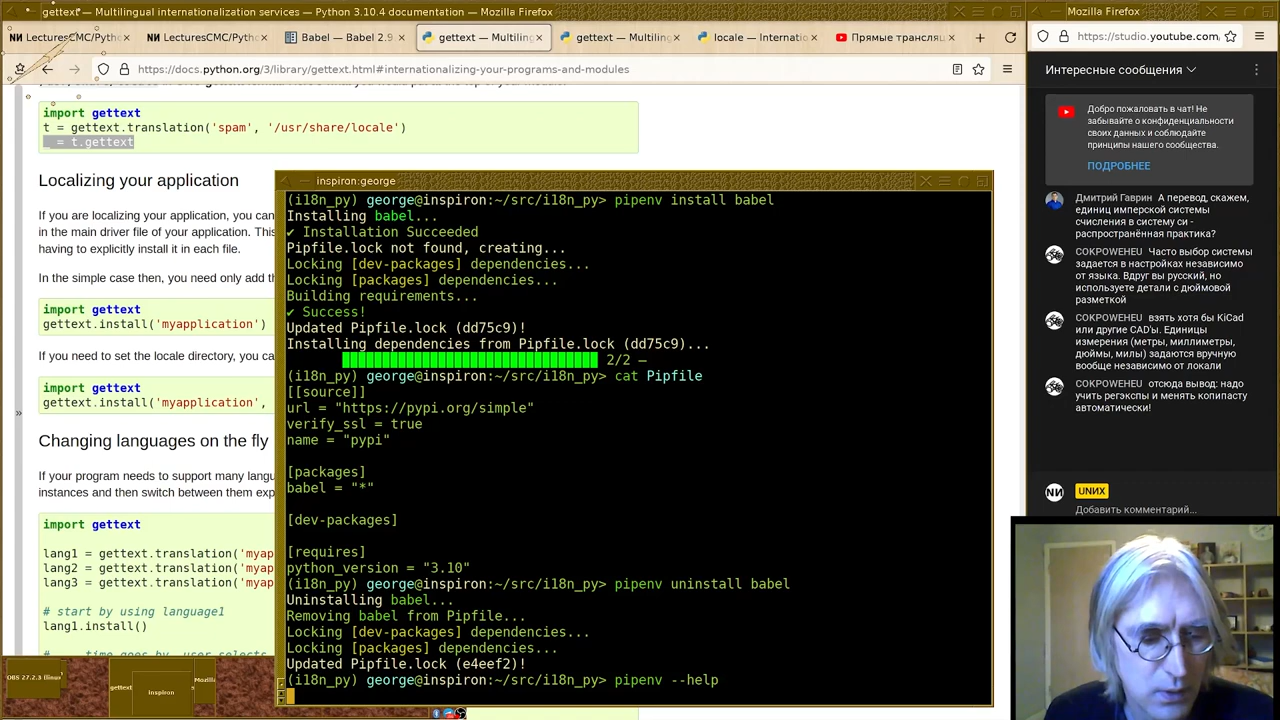 gettext — Multilingual internationalization services — Python 3.10.4 documentation — Mozilla Firefox
Mozilla Firefox
LecturesCMC/Pytho
LecturesCMC/Pytho
Babel — Babel 2.9
gettext — Multiling
gettext — Multiling
locale — Internatio
Прямые трансляц
https://docs.python.org/3/library/gettext.html#internationalizing-your-programs-and-modules
https://studio.youtube.com/
Интересные сообщения
import gettext
t = gettext.translation('spam', '/usr/share/locale')
_ = t.gettext
Localizing your application
If you are localizing your application, you can
in the main driver file of your application. This
having to explicitly install it in each file.
In the simple case then, you need only add th
import gettext
gettext.install('myapplication')
If you need to set the locale directory, you ca
import gettext
gettext.install('myapplication',
Changing languages on the fly
If your program needs to support many langu
instances and then switch between them exp
import gettext
lang1 = gettext.translation('myap
lang2 = gettext.translation('myap
lang3 = gettext.translation('myap
# start by using language1
lang1.install()
inspiron:george
(i18n_py) george@inspiron:~/src/i18n_py> pipenv install babel
Installing babel...
✔ Installation Succeeded
Pipfile.lock not found, creating...
Locking [dev-packages] dependencies...
Locking [packages] dependencies...
Building requirements...
✔ Success!
Updated Pipfile.lock (dd75c9)!
Installing dependencies from Pipfile.lock (dd75c9)...
2/2 —
(i18n_py) george@inspiron:~/src/i18n_py> cat Pipfile
[[source]]
url = "https://pypi.org/simple"
verify_ssl = true
name = "pypi"
[packages]
babel = "*"
[dev-packages]
[requires]
python_version = "3.10"
(i18n_py) george@inspiron:~/src/i18n_py> pipenv uninstall babel
Uninstalling babel...
Removing babel from Pipfile...
Locking [dev-packages] dependencies...
Locking [packages] dependencies...
Updated Pipfile.lock (e4eef2)!
(i18n_py) george@inspiron:~/src/i18n_py> pipenv --help
Добро пожаловать в чат! Не
забывайте о конфиденциальности
своих данных и соблюдайте
принципы нашего сообщества.
ПОДРОБНЕЕ
Дмитрий Гаврин А перевод, скажем,
единиц имперской системы
счисления в систему си -
распространённая практика?
COKPOWEHEU Часто выбор системы
задается в настройках независимо
от языка. Вдруг вы русский, но
используете детали с дюймовой
разметкой
COKPOWEHEU взять хотя бы KiCad
или другие CAD'ы. Единицы
измерения (метры, миллиметры,
дюймы, милы) задаются вручную
вообще независимо от локали
COKPOWEHEU отсюда вывод: надо
учить регэкспы и менять копипасту
автоматически!
UNИX
Добавить комментарий...
OBS 27.2.3 (linux
gettext
inspiron
Mozill